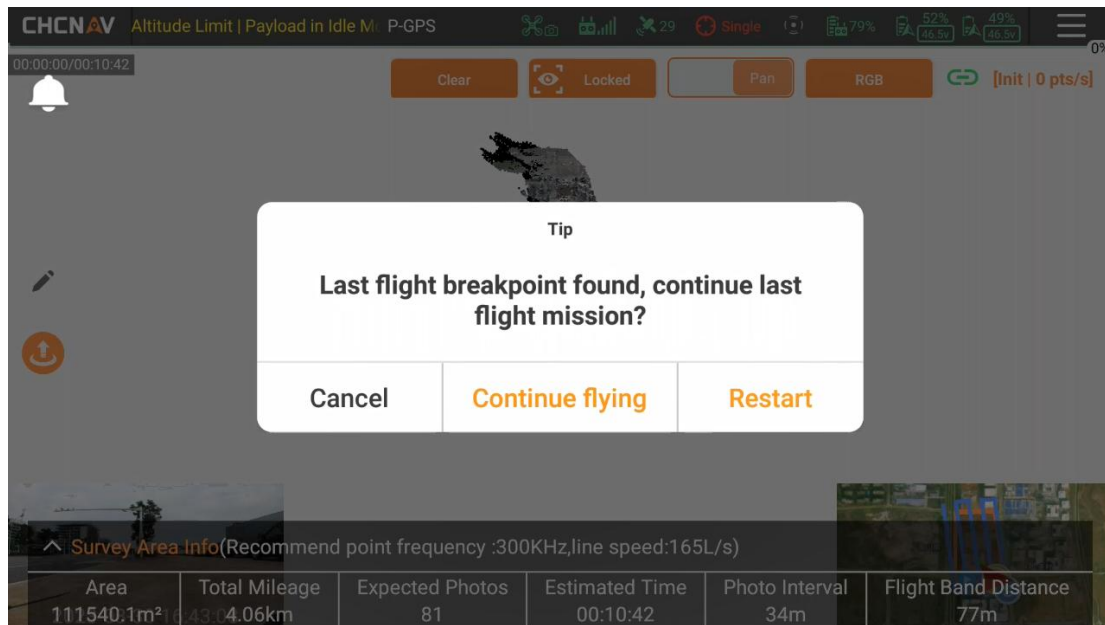 CHCNAV Altitude Limit | Payload in Idle M P-GPS 29 Single 79% 52% 46.5v 49% 46.5v
0%
00:00:00/00:10:42
Clear Locked Pan RGB [Init | 0 pts/s]
Tip
Last flight breakpoint found, continue last
flight mission?
Cancel Continue flying Restart
Survey Area Info(Recommend point frequency :300KHz,line speed:165L/s)
Area Total Mileage Expected Photos Estimated Time Photo Interval Flight Band Distance
111540.1m² 4.06km 81 00:10:42 34m 77m